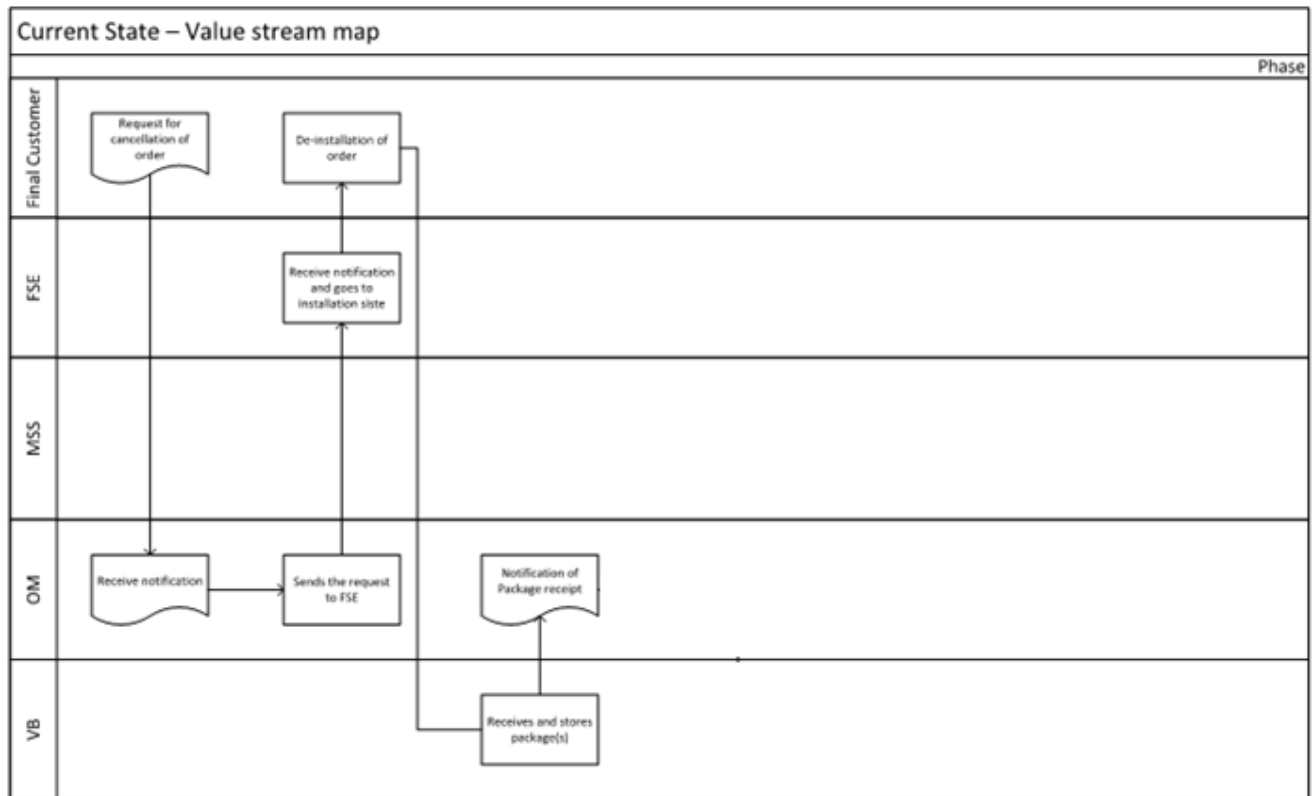 Current State – Value stream map
Phase
Final Customer
Request for
cancellation of
order
De-installation of
order
FSE
Receive notification
and goes to
installation siste
MSS
OM
Receive notification
Sends the request
to FSE
Notification of
Package receipt
VB
Receives and stores
package(s)